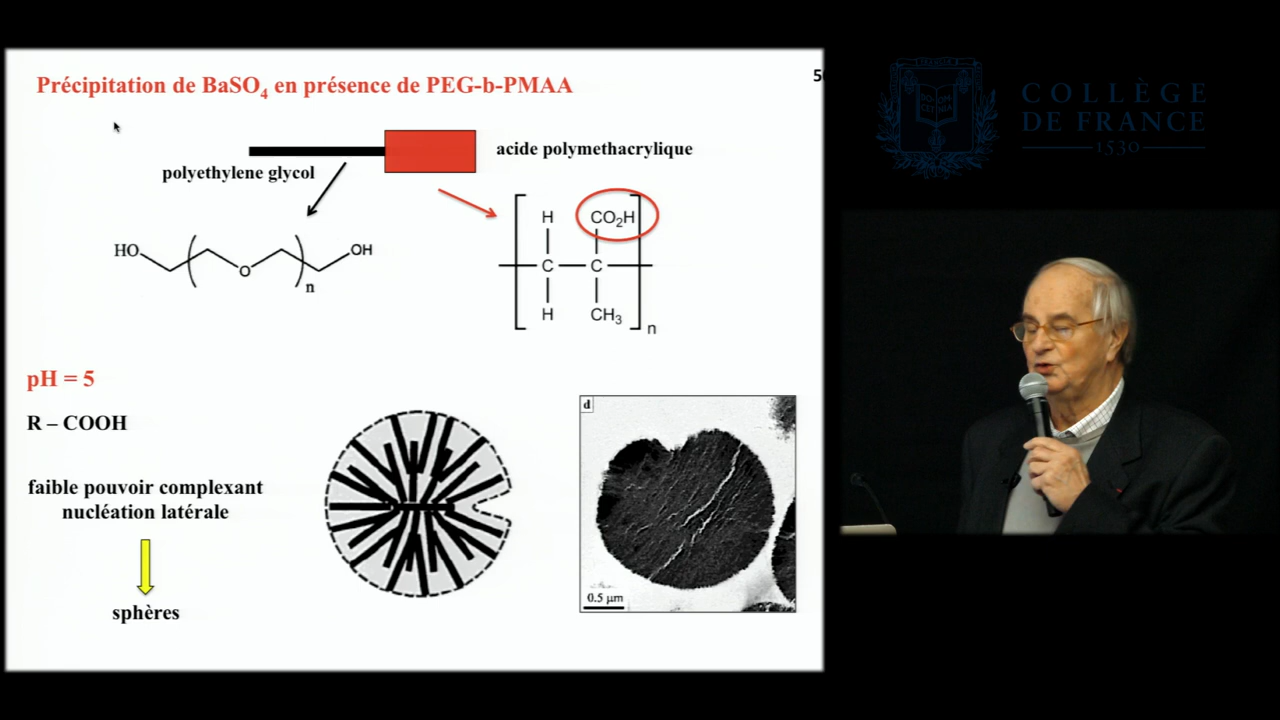 Précipitation de BaSO4 en présence de PEG-b-PMAA
polyethylene glycol
acide polymethacrylique
HO
O
OH
n
H
CO2H
C
C
H
CH3
n
pH = 5
R – COOH
faible pouvoir complexant
nucléation latérale
sphères
d
0.5 µm
COLLÈGE
DE FRANCE
1530